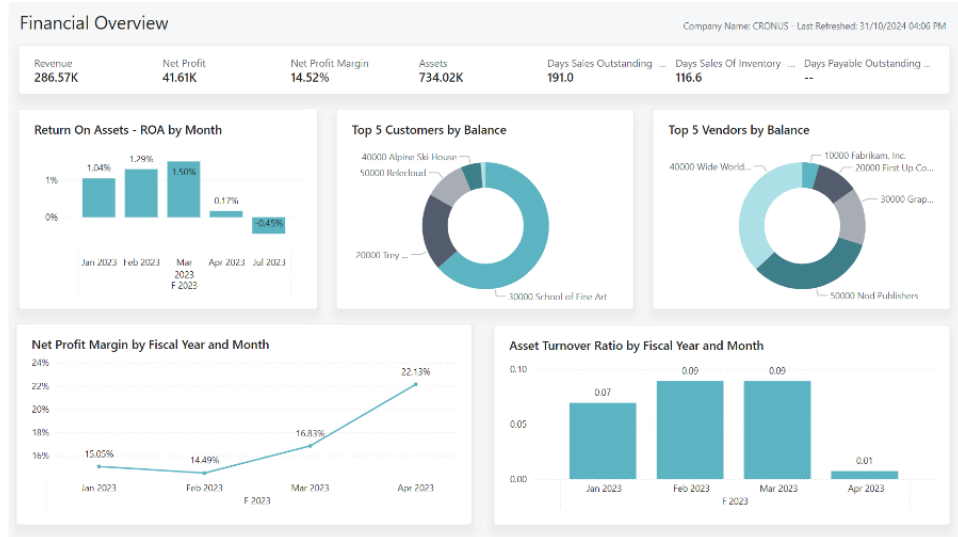 Financial Overview
Company Name: CRONUS - Last Refreshed: 31/10/2024 04:06 PM
Revenue
286.57K
Net Profit
41.61K
Net Profit Margin
14.52%
Assets
734.02K
Days Sales Outstanding ...
191.0
Days Sales Of Inventory ...
116.6
Days Payable Outstanding ...
--
Return On Assets - ROA by Month
1%
0%
1.04%
1.29%
1.50%
0.17%
-0.45%
Jan 2023
Feb 2023
Mar
2023
Apr 2023
Jul 2023
F 2023
Top 5 Customers by Balance
40000 Alpine Ski House
50000 Relecloud
20000 Trey ...
30000 School of Fine Art
Top 5 Vendors by Balance
10000 Fabrikam, Inc.
40000 Wide World...
20000 First Up Co...
30000 Grap...
50000 Nod Publishers
Net Profit Margin by Fiscal Year and Month
24%
22%
20%
18%
16%
15.05%
14.49%
16.83%
22.13%
Jan 2023
Feb 2023
Mar 2023
Apr 2023
F 2023
Asset Turnover Ratio by Fiscal Year and Month
0.10
0.05
0.00
0.07
0.09
0.09
0.01
Jan 2023
Feb 2023
Mar 2023
Apr 2023
F 2023